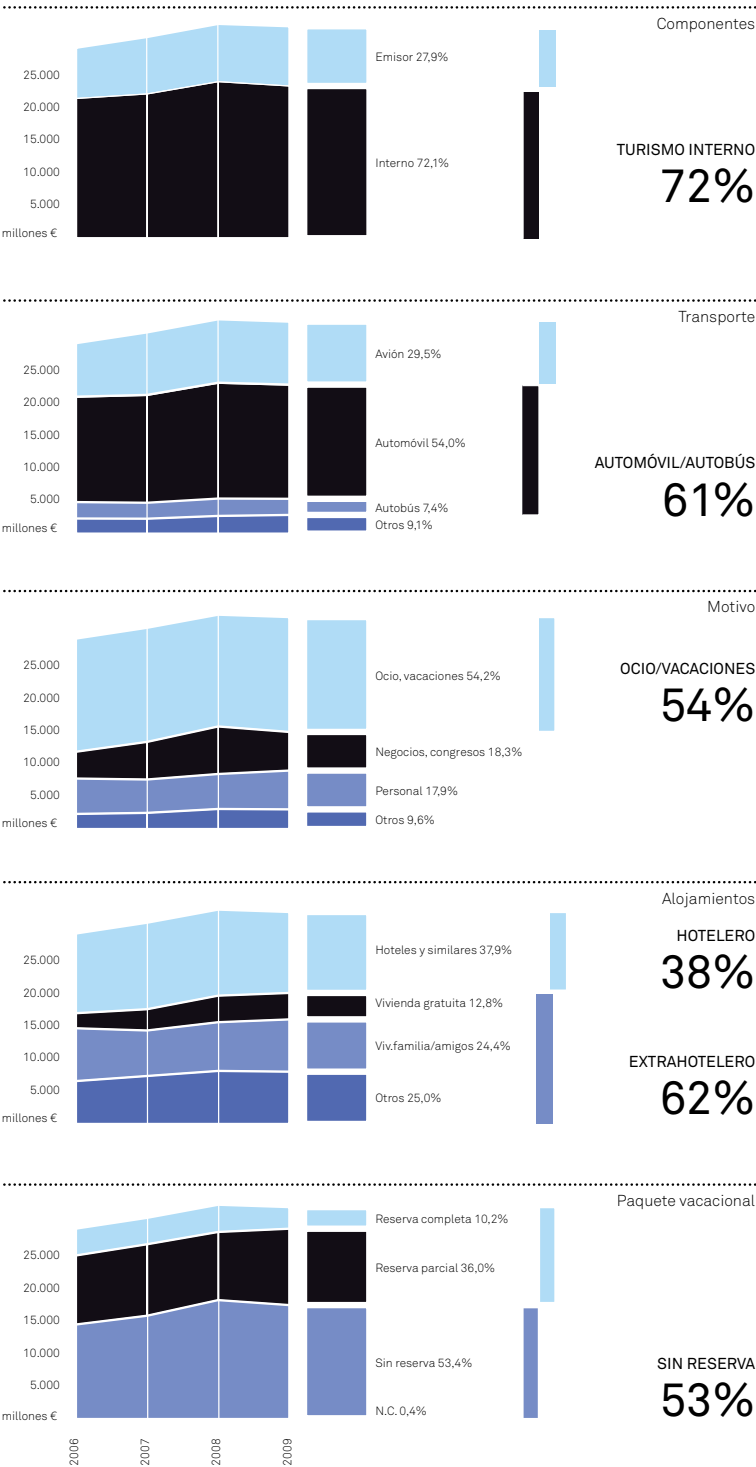 Componentes
25.000
20.000
15.000
10.000
5.000
millones €
Emisor 27,9%
Interno 72,1%
TURISMO INTERNO
72%
Transporte
25.000
20.000
15.000
10.000
5.000
millones €
Avión 29,5%
Automóvil 54,0%
Autobús 7,4%
Otros 9,1%
AUTOMÓVIL/AUTOBÚS
61%
Motivo
25.000
20.000
15.000
10.000
5.000
millones €
Ocio, vacaciones 54,2%
Negocios, congresos 18,3%
Personal 17,9%
Otros 9,6%
OCIO/VACACIONES
54%
Alojamientos
25.000
20.000
15.000
10.000
5.000
millones €
Hoteles y similares 37,9%
Vivienda gratuita 12,8%
Viv.familia/amigos 24,4%
Otros 25,0%
HOTELERO
38%
EXTRAHOTELERO
62%
Paquete vacacional
25.000
20.000
15.000
10.000
5.000
millones €
Reserva completa 10,2%
Reserva parcial 36,0%
Sin reserva 53,4%
N.C. 0,4%
SIN RESERVA
53%
2006
2007
2008
2009